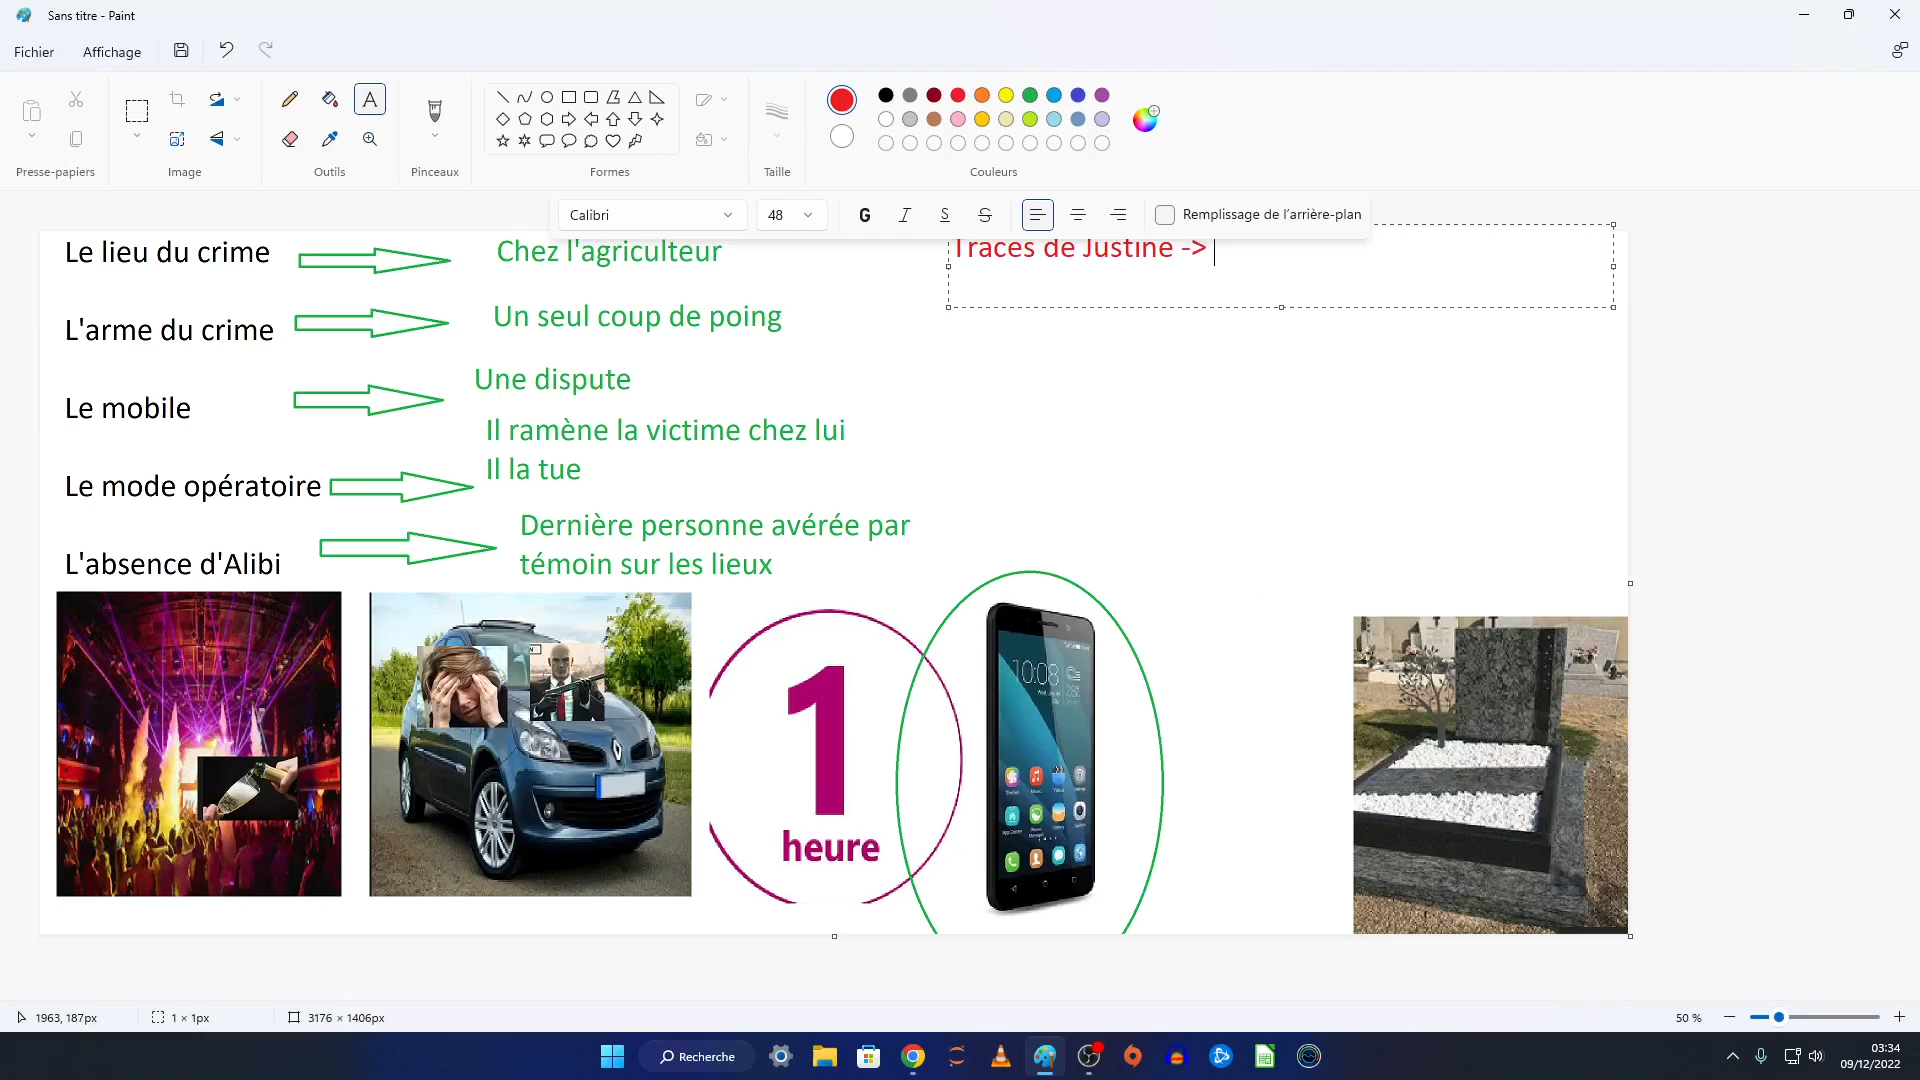 Sans titre - Paint
Fichier
Affichage
Presse-papiers
Image
Outils
Pinceaux
Formes
Taille
Couleurs
Calibri
48
G
I
S
S
Remplissage de l'arrière-plan
Le lieu du crime
Chez l'agriculteur
Traces de Justine ->
L'arme du crime
Un seul coup de poing
Le mobile
Une dispute
Il ramène la victime chez lui
Il la tue
Le mode opératoire
Dernière personne avérée par
témoin sur les lieux
L'absence d'Alibi
1
heure
10:08
1963, 187px
1 × 1px
3176 × 1406px
50 %
Recherche
03:34
09/12/2022